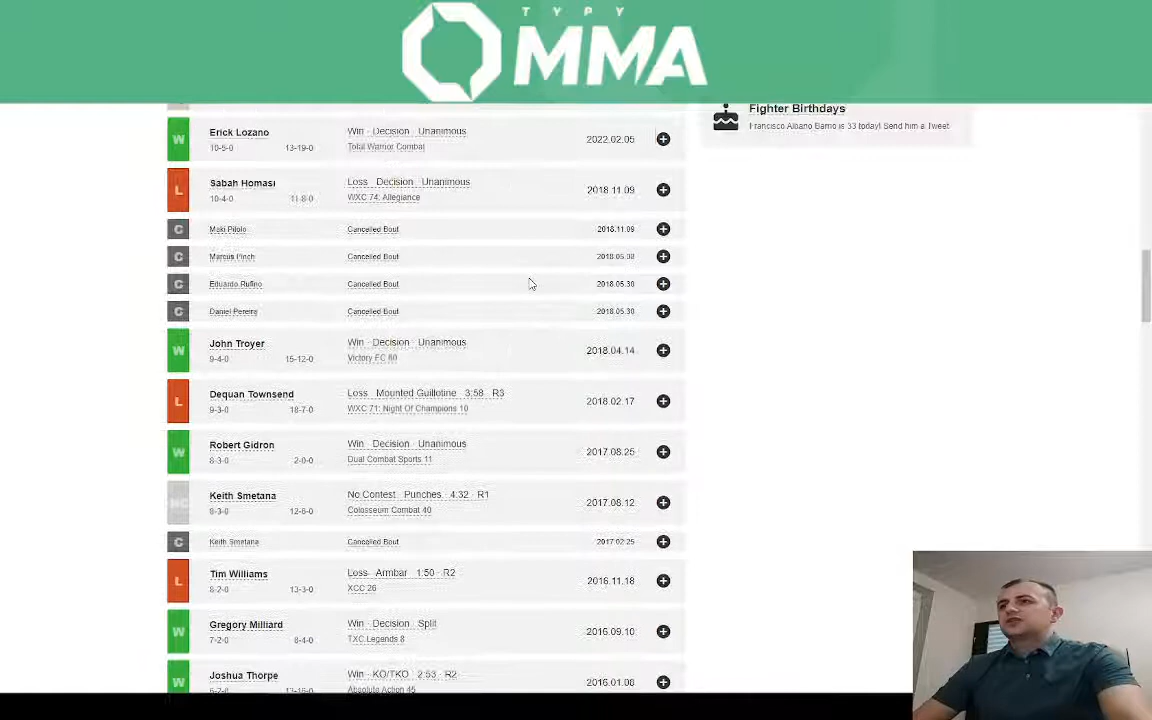 TYPY
MMA
Fighter Birthdays
Francisco Albano Barrio is 33 today! Send him a Tweet
W Erick Lozano Win · Decision · Unanimous 2022.02.05
10-5-0 13-19-0 Total Warrior Combat
L Sabah Homasi Loss · Decision · Unanimous 2018.11.09
10-4-0 11-8-0 WXC 74: Allegiance
C Maki Pitolo Cancelled Bout 2018.11.09
C Marcus Finch Cancelled Bout
C Eduardo Rufino Cancelled Bout 2018.05.30
C Daniel Pereira Cancelled Bout 2018.05.30
W John Troyer Win · Decision · Unanimous 2018.04.14
9-4-0 15-12-0 Victory FC
L Dequan Townsend Loss · Mounted Guillotine · 3:58 · R3 2018.02.17
9-3-0 18-7-0 WXC 71: Night Of Champions 10
W Robert Gidron Win · Decision · Unanimous 2017.08.25
8-3-0 2-0-0 Dual Combat Sports 11
NC Keith Smetana No Contest · Punches · 4:32 · R1 2017.08.12
8-3-0 12-6-0 Colosseum Combat 40
C Keith Smetana Cancelled Bout 2017.02.25
L Tim Williams Loss · Armbar · 1:50 · R2 2016.11.18
8-2-0 13-3-0 XCC 26
W Gregory Milliard Win · Decision · Split 2016.09.10
7-2-0 8-4-0 TXC Legends 8
W Joshua Thorpe Win · KO/TKO · 2:53 · R2 2016.01.08
6-2-0 Absolute Action 45